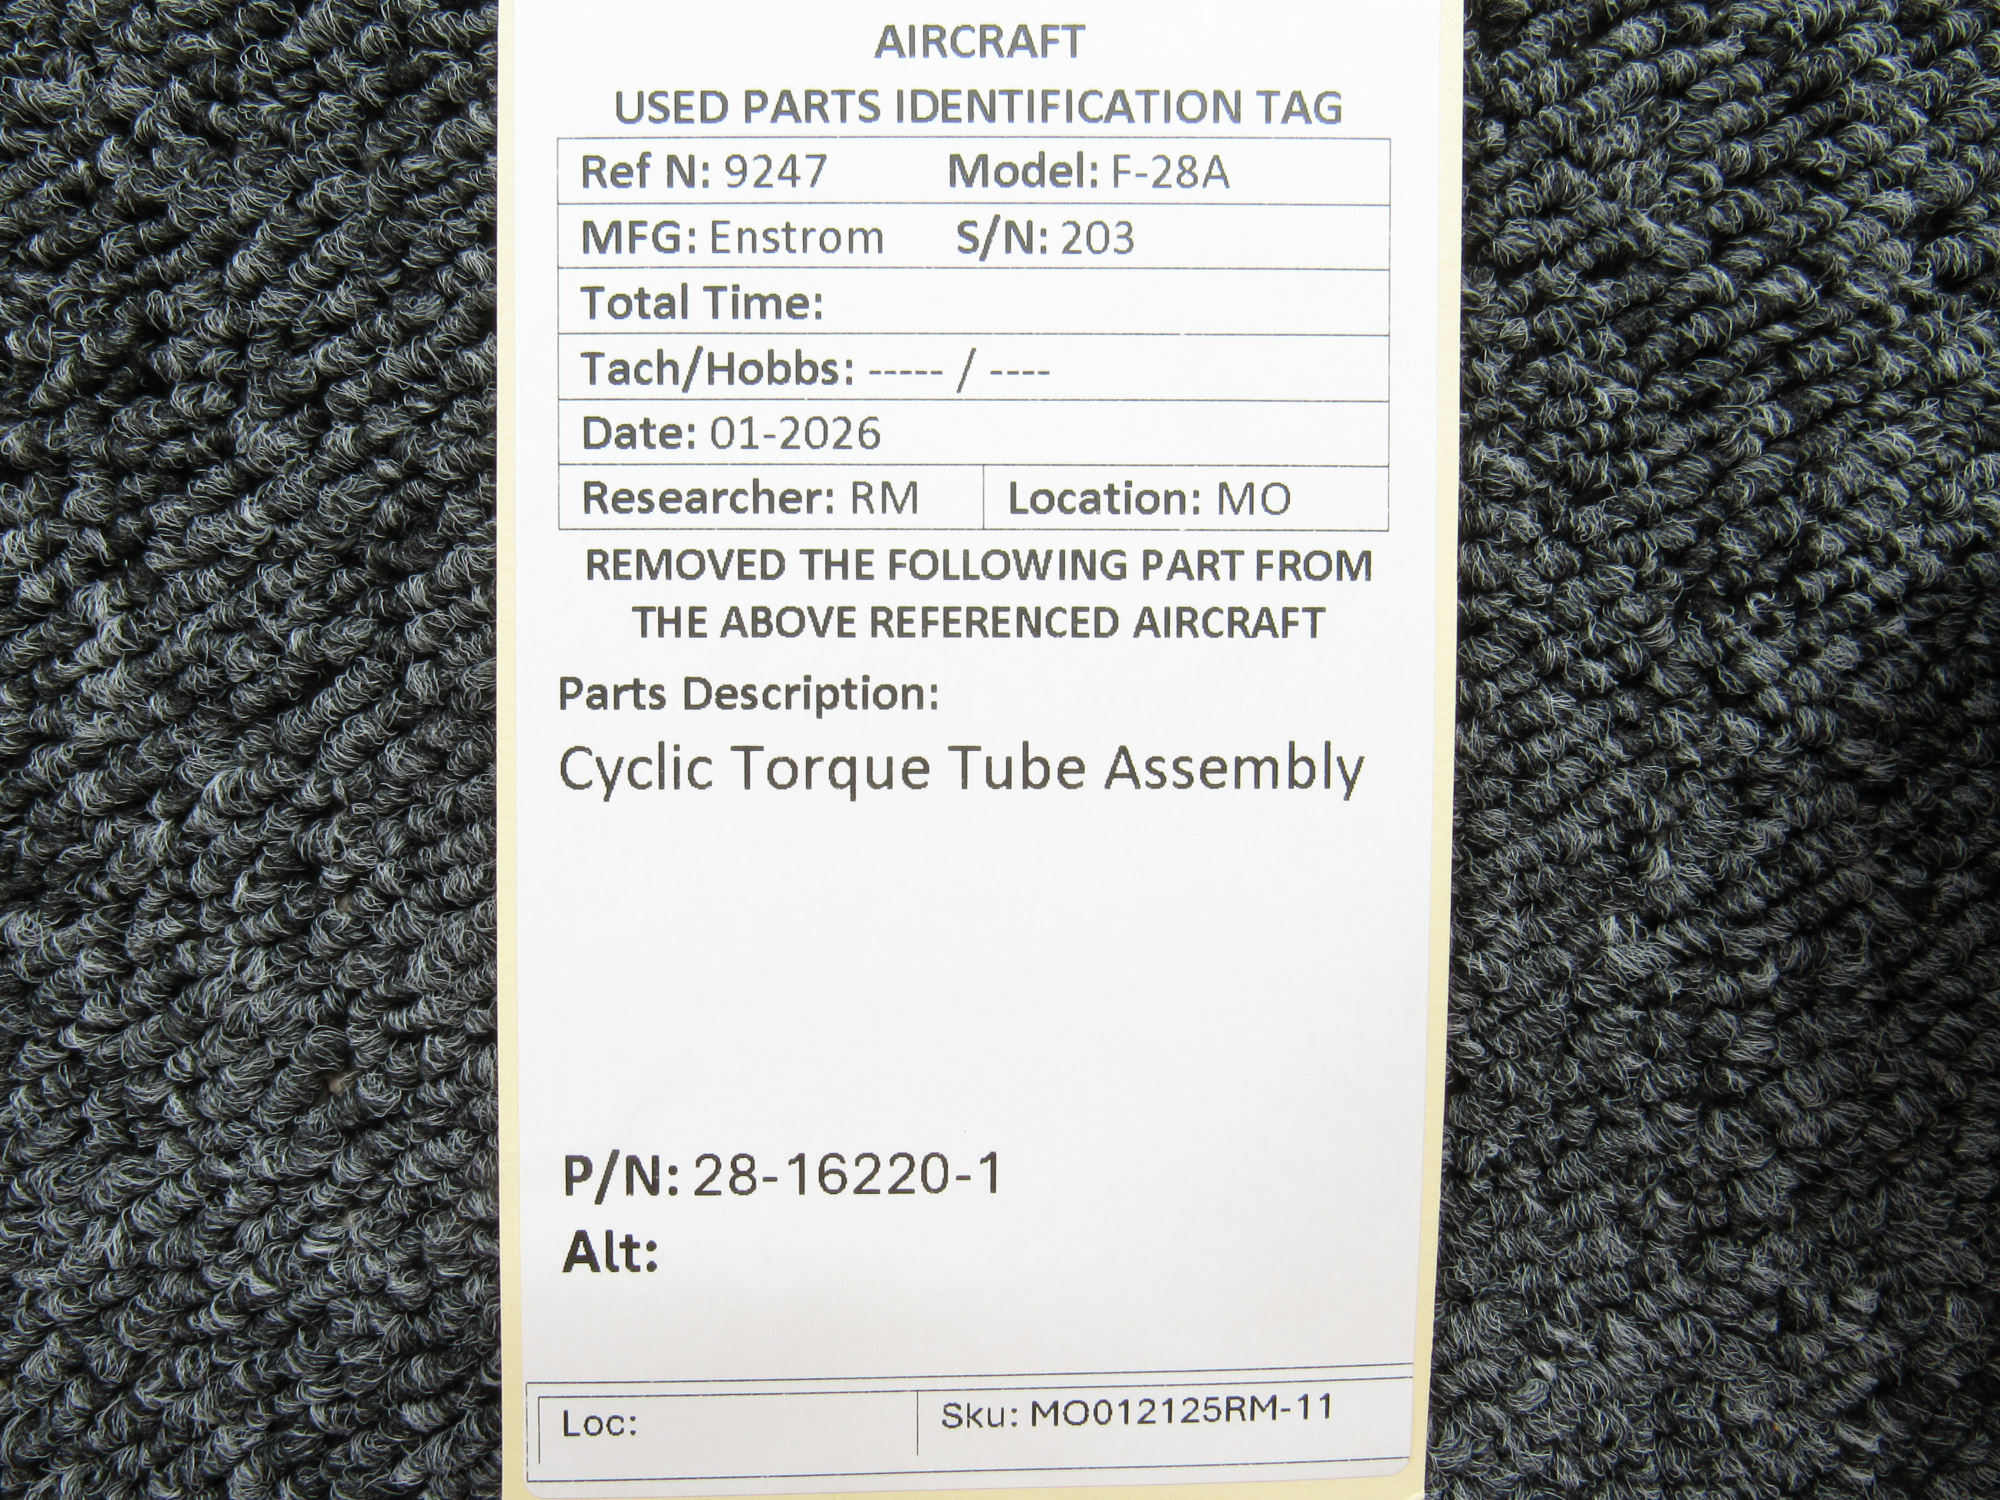 AIRCRAFT
USED PARTS IDENTIFICATION TAG
Ref N: 9247 Model: F-28A
MFG: Enstrom S/N: 203
Total Time:
Tach/Hobbs: ----- / ----
Date: 01-2026
Researcher: RM Location: MO
REMOVED THE FOLLOWING PART FROM
THE ABOVE REFERENCED AIRCRAFT
Parts Description:
Cyclic Torque Tube Assembly
P/N: 28-16220-1
Alt:
Loc: Sku: MO012125RM-11